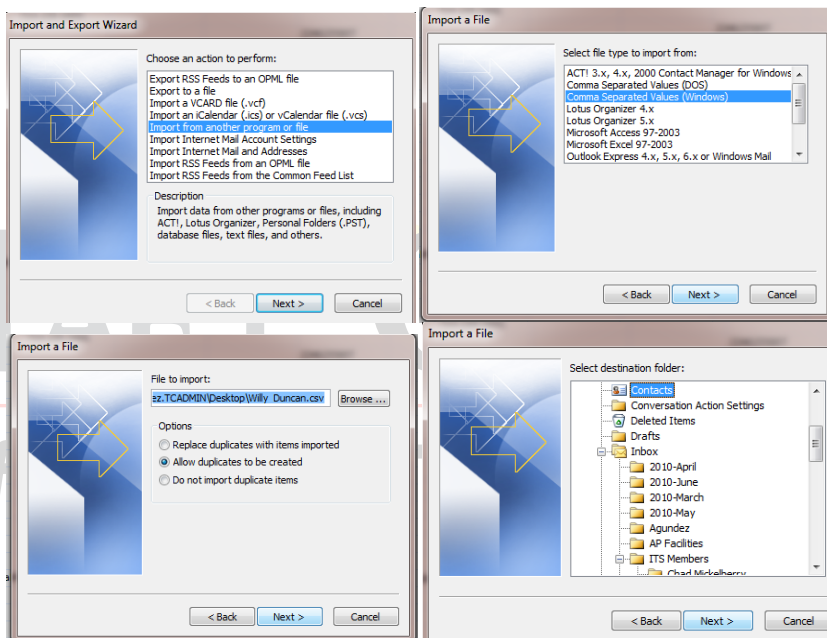 Import and Export Wizard
Choose an action to perform:
Export RSS Feeds to an OPML file
Export to a file
Import a VCARD file (.vcf)
Import an iCalendar (.ics) or vCalendar file (.vcs)
Import from another program or file
Import Internet Mail Account Settings
Import Internet Mail and Addresses
Import RSS Feeds from an OPML file
Import RSS Feeds from the Common Feed List
Description
Import data from other programs or files, including
ACT!, Lotus Organizer, Personal Folders (.PST),
database files, text files, and others.
< Back Next > Cancel
Import a File
Select file type to import from:
ACT! 3.x, 4.x, 2000 Contact Manager for Windows
Comma Separated Values (DOS)
Comma Separated Values (Windows)
Lotus Organizer 4.x
Lotus Organizer 5.x
Microsoft Access 97-2003
Microsoft Excel 97-2003
Outlook Express 4.x, 5.x, 6.x or Windows Mail
< Back Next > Cancel
Import a File
File to import:
ez.TCADMIN\Desktop\Willy Duncan.csv Browse ...
Options
Replace duplicates with items imported
Allow duplicates to be created
Do not import duplicate items
< Back Next > Cancel
Import a File
Select destination folder:
Contacts
Conversation Action Settings
Deleted Items
Drafts
Inbox
2010-April
2010-June
2010-March
2010-May
Agundez
AP Facilities
ITS Members
Chad Mickelberry
< Back Next > Cancel